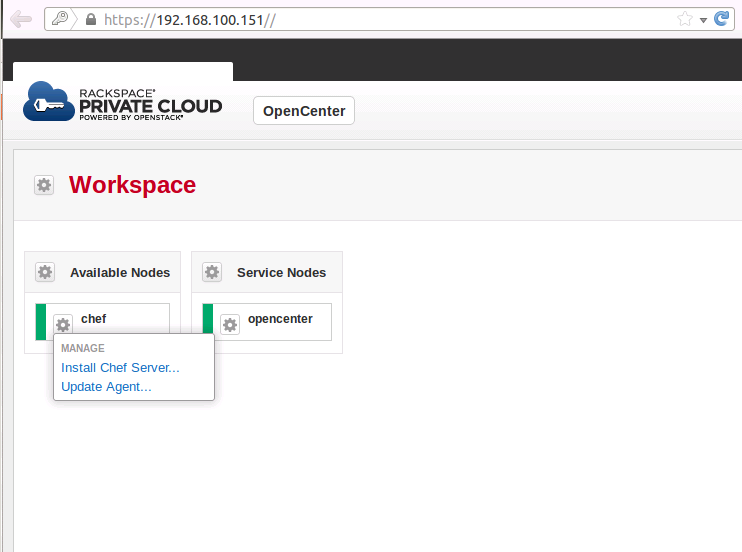 https://192.168.100.151//
RACKSPACE®
PRIVATE CLOUD
POWERED BY OPENSTACK®
OpenCenter
Workspace
Available Nodes
Service Nodes
chef
opencenter
MANAGE
Install Chef Server...
Update Agent...